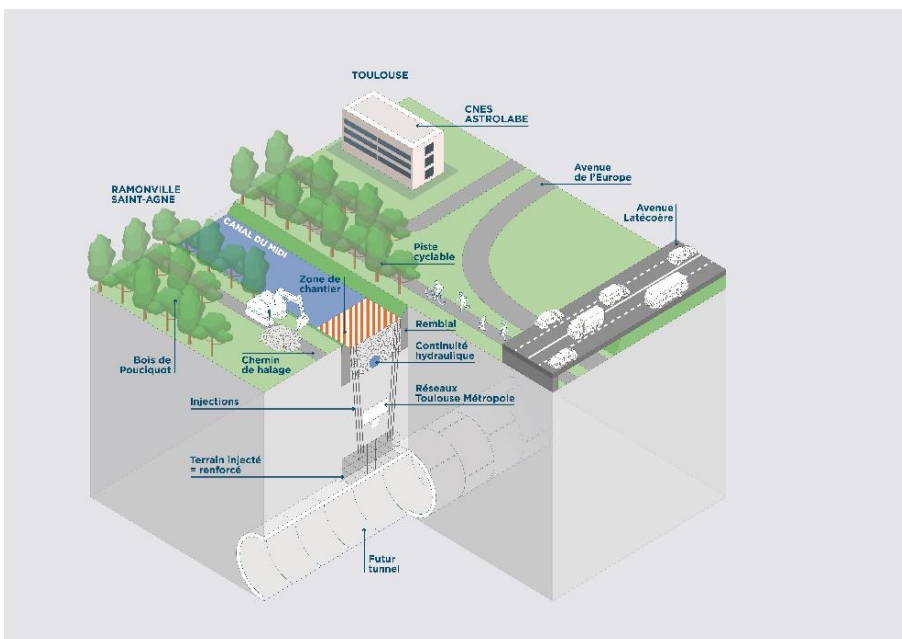 TOULOUSE
CNES
ASTROLABE
Avenue
de l'Europe
RAMONVILLE
SAINT-AGNE
Avenue
Latécoère
CANAL DU MIDI
Piste
cyclable
Zone de
chantier
Remblai
Bois de
Pouciquot
Chemin
de halage
Continuité
hydraulique
Injections
Réseaux
Toulouse Métropole
Terrain injecté
= renforcé
Futur
tunnel